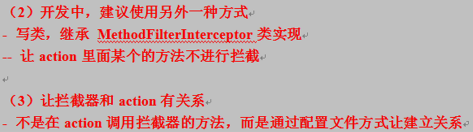 （2）开发中，建议使用另外一种方式
- 写类，继承 MethodFilterInterceptor 类实现
-- 让 action 里面某个的方法不进行拦截
（3）让拦截器和 action 有关系
- 不是在 action 调用拦截器的方法，而是通过配置文件方式让建立关系